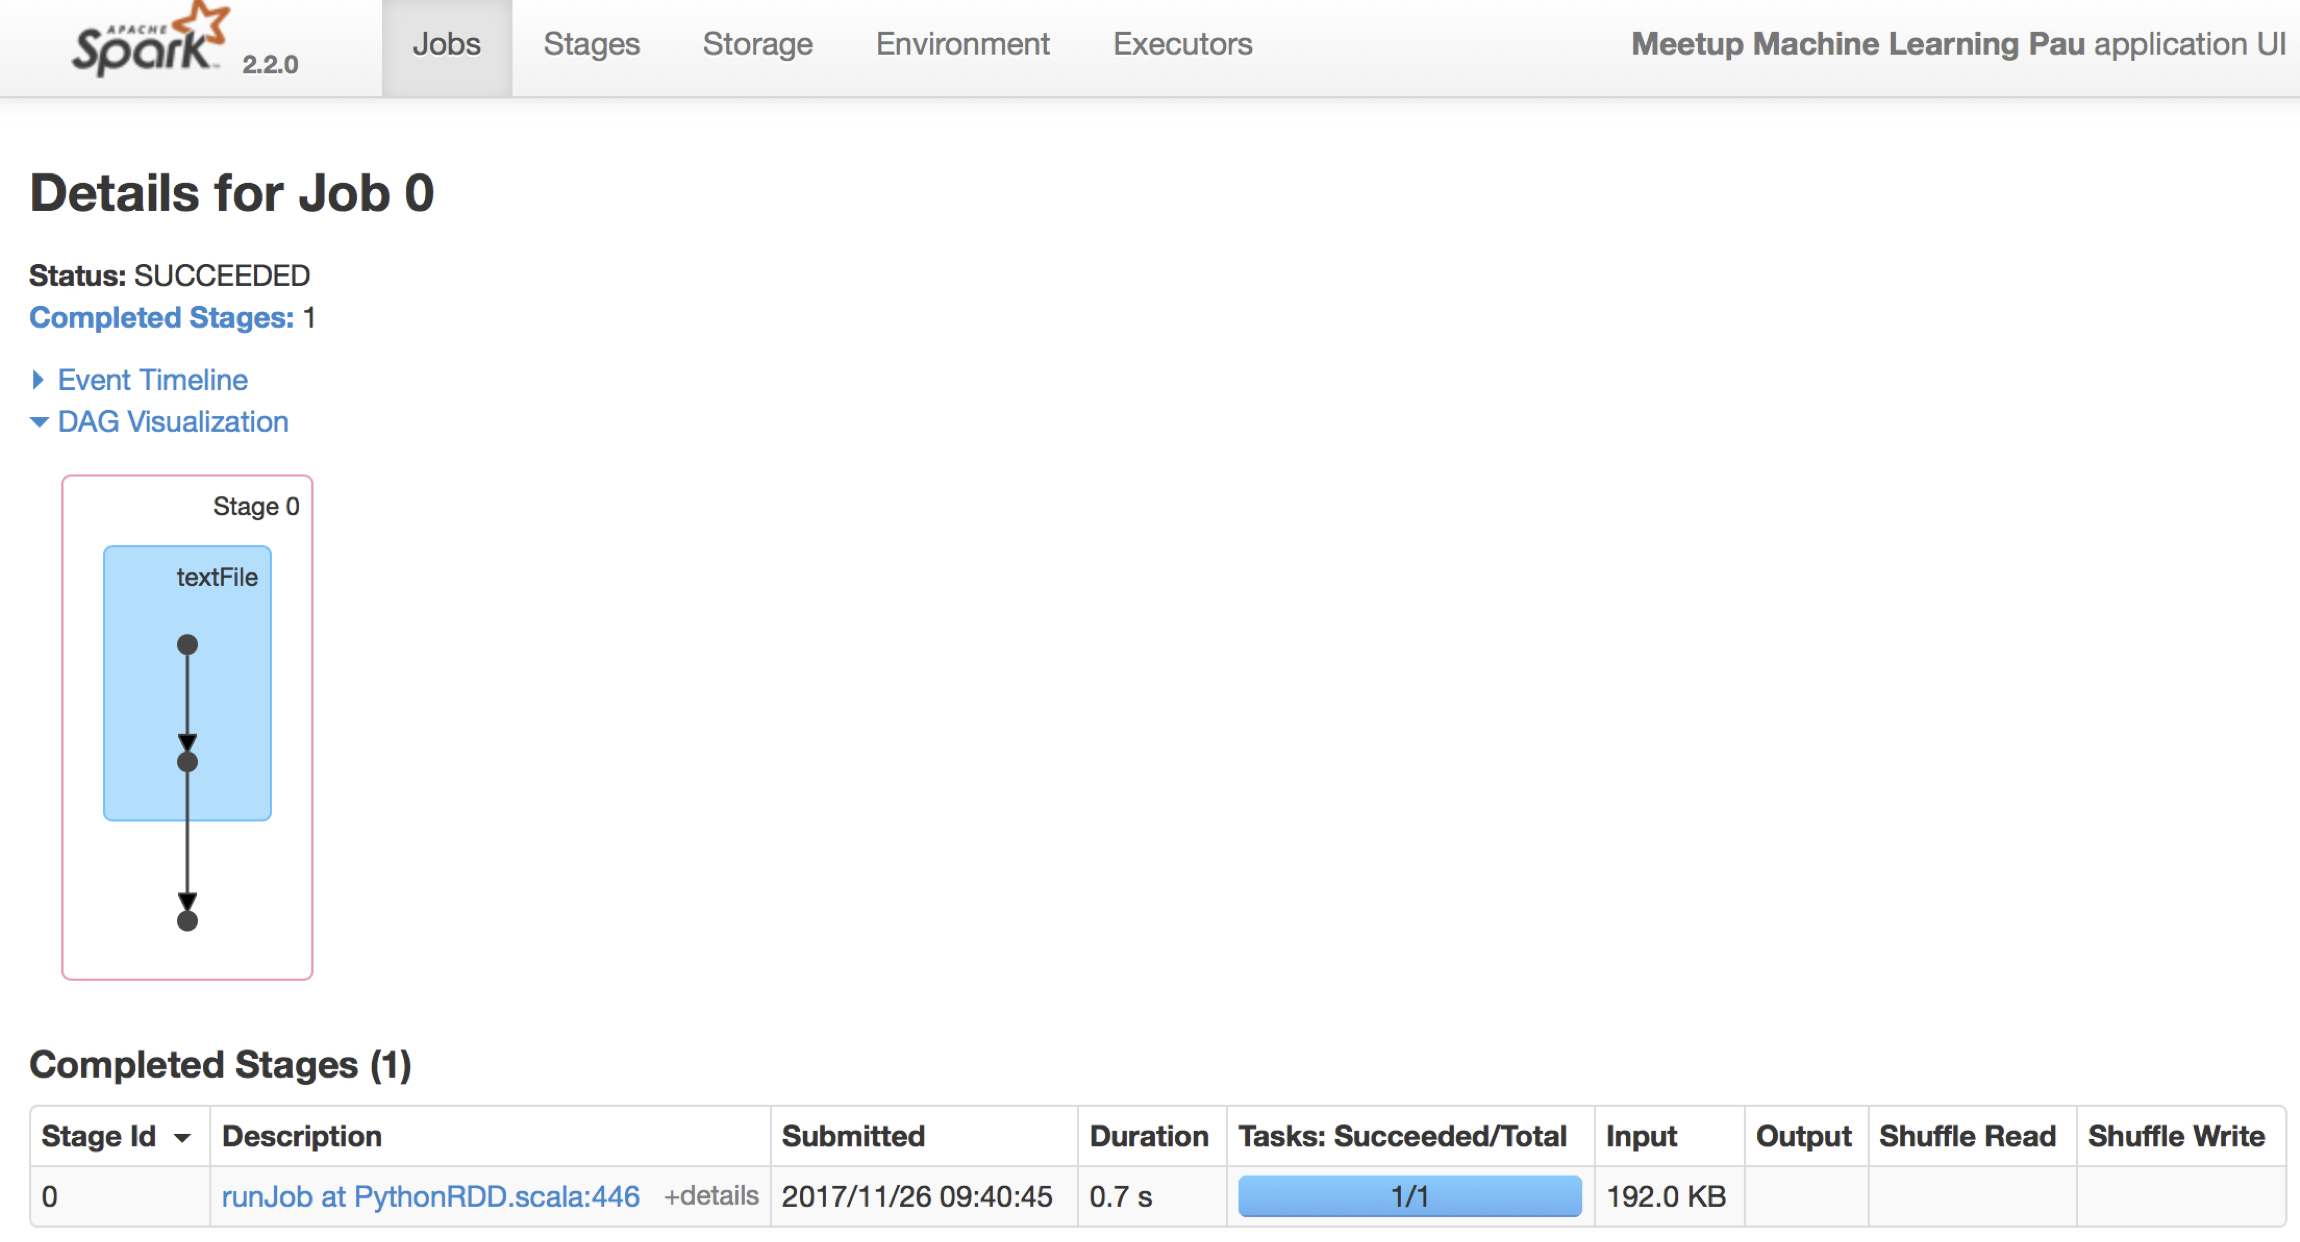 APACHE
Spark 2.2.0 Jobs Stages Storage Environment Executors Meetup Machine Learning Pau application UI
Details for Job 0
Status: SUCCEEDED
Completed Stages: 1
Event Timeline
DAG Visualization
Stage 0
textFile
Completed Stages (1)
Stage Id Description Submitted Duration Tasks: Succeeded/Total Input Output Shuffle Read Shuffle Write
0 runJob at PythonRDD.scala:446 +details 2017/11/26 09:40:45 0.7 s 1/1 192.0 KB